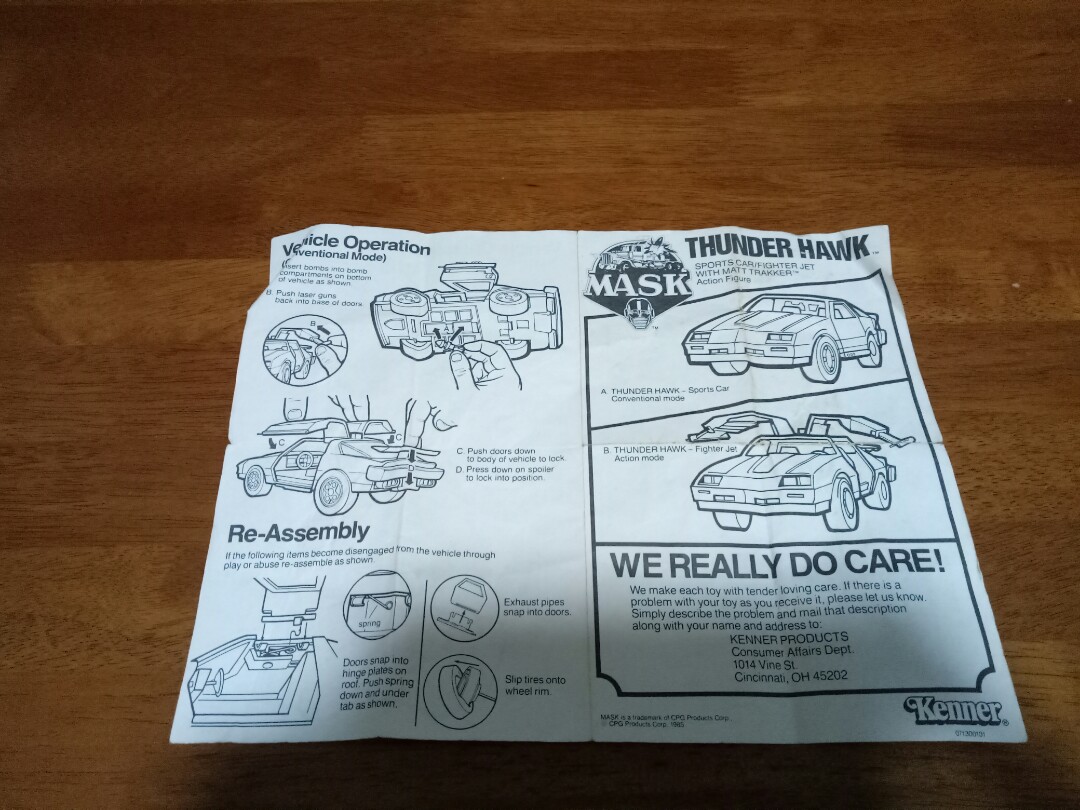 Vehicle Operation
ventional Mode)
Insert bombs into bomb
compartments on bottom
of vehicle as shown.
B. Push laser guns
back into base of doors.
B
C
C
D
C. Push doors down
to body of vehicle to lock.
D. Press down on spoiler
to lock into position.
Re-Assembly
If the following items become disengaged from the vehicle through
play or abuse re-assemble as shown.
spring
Doors snap into
hinge plates on
roof. Push spring
down and under
tab as shown.
Exhaust pipes
snap into doors.
Slip tires onto
wheel rim.
MASK
TM
THUNDER HAWK™
SPORTS CAR/FIGHTER JET
WITH MATT TRAKKER™
Action Figure
A. THUNDER HAWK – Sports Car
Conventional mode
B. THUNDER HAWK – Fighter Jet
Action mode
WE REALLY DO CARE!
We make each toy with tender loving care. If there is a
problem with your toy as you receive it, please let us know.
Simply describe the problem and mail that description
along with your name and address to:
KENNER PRODUCTS
Consumer Affairs Dept.
1014 Vine St.
Cincinnati, OH 45202
MASK is a trademark of CPG Products Corp.
© CPG Products Corp. 1985
Kenner®